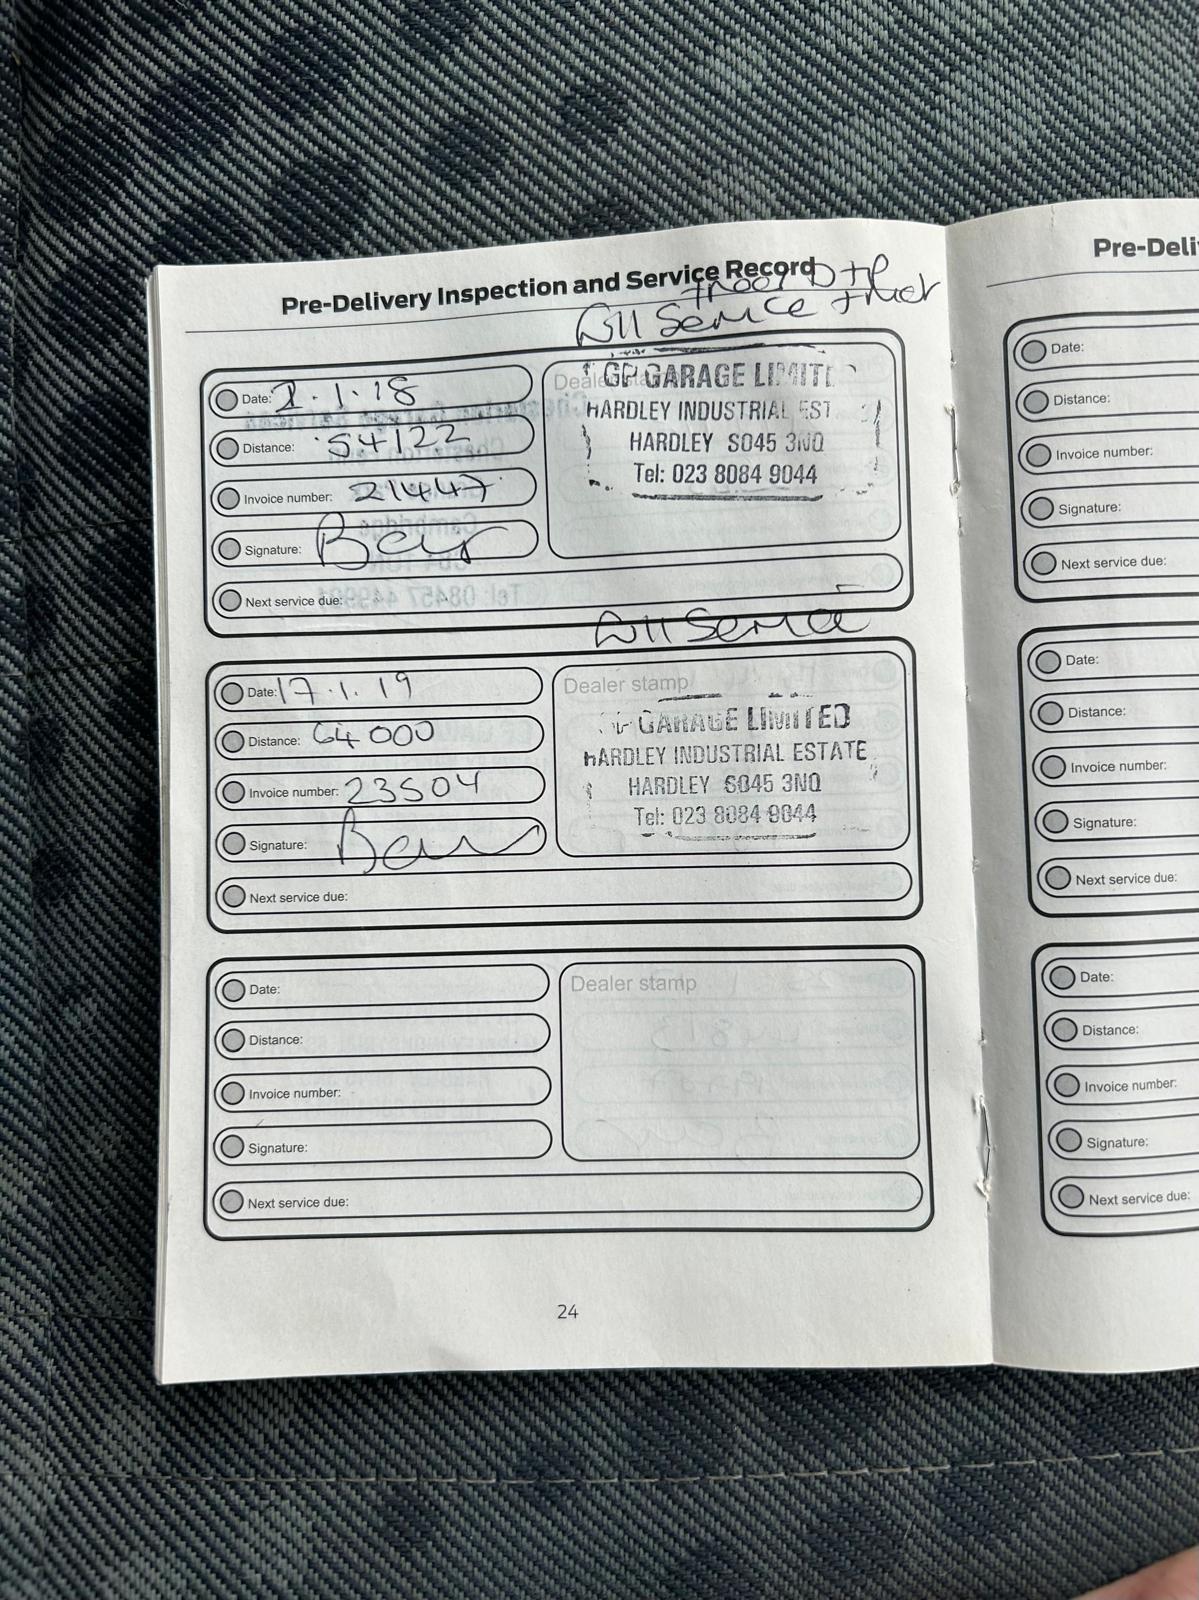 Pre-Delivery Inspection and Service Record
Service
Date: 1.18
Distance: 54122
Invoice number: 21447
Signature:
Next service due:
Dealer stamp
GP GARAGE LIMITE
HARDLEY INDUSTRIAL EST
HARDLEY SO45 3NQ
Tel: 023 8084 9044
Service
Date: 17.1.19
Distance: 64000
Invoice number: 23504
Signature:
Next service due:
Dealer stamp
GARAGE LIMITED
HARDLEY INDUSTRIAL ESTATE
HARDLEY SO45 3NQ
Tel: 023 8084 9044
Date:
Distance:
Invoice number:
Signature:
Next service due:
Dealer stamp
24
Pre-Deli
Date:
Distance:
Invoice number:
Signature:
Next service due:
Date:
Distance:
Invoice number:
Signature:
Next service due:
Date:
Distance:
Invoice number:
Signature:
Next service due: